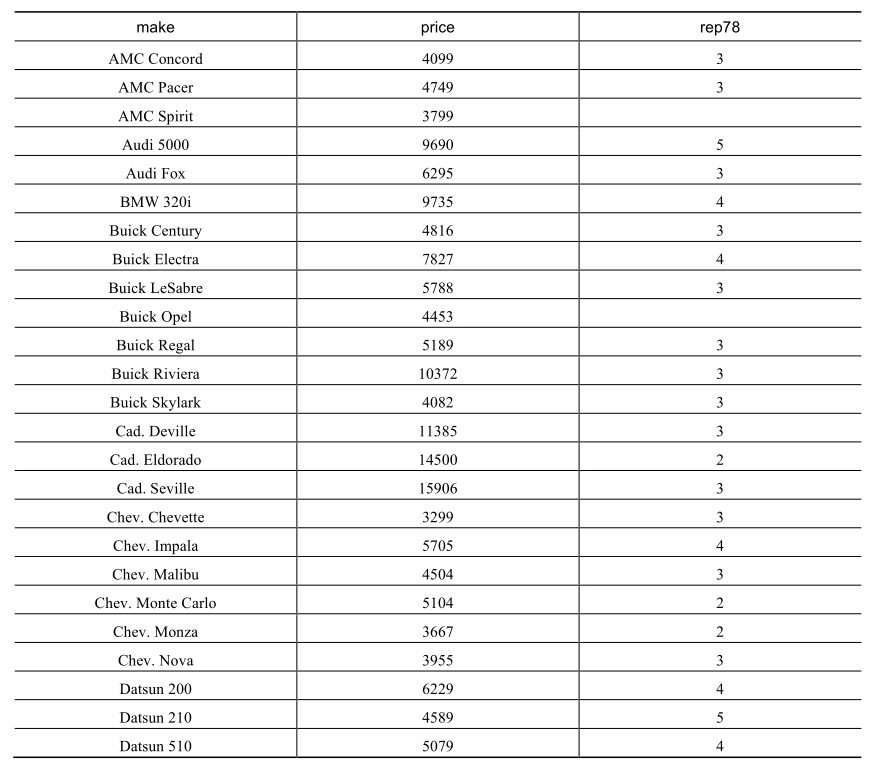 make price rep78
AMC Concord 4099 3
AMC Pacer 4749 3
AMC Spirit 3799
Audi 5000 9690 5
Audi Fox 6295 3
BMW 320i 9735 4
Buick Century 4816 3
Buick Electra 7827 4
Buick LeSabre 5788 3
Buick Opel 4453
Buick Regal 5189 3
Buick Riviera 10372 3
Buick Skylark 4082 3
Cad. Deville 11385 3
Cad. Eldorado 14500 2
Cad. Seville 15906 3
Chev. Chevette 3299 3
Chev. Impala 5705 4
Chev. Malibu 4504 3
Chev. Monte Carlo 5104 2
Chev. Monza 3667 2
Chev. Nova 3955 3
Datsun 200 6229 4
Datsun 210 4589 5
Datsun 510 5079 4